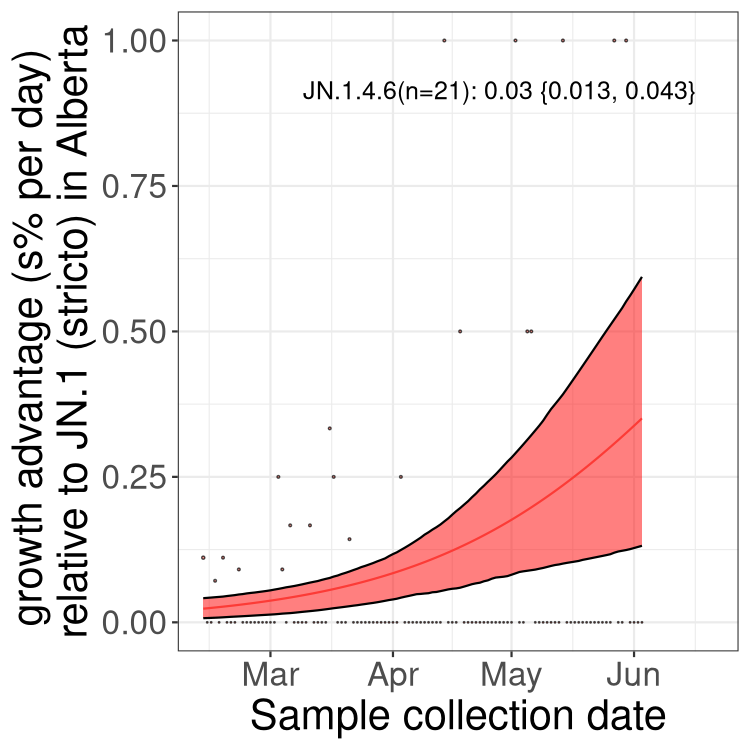 growth advantage (s% per day)
relative to JN.1 (stricto) in Alberta
1.00
0.75
0.50
0.25
0.00
JN.1.4.6(n=21): 0.03 {0.013, 0.043}
Mar Apr May Jun
Sample collection date